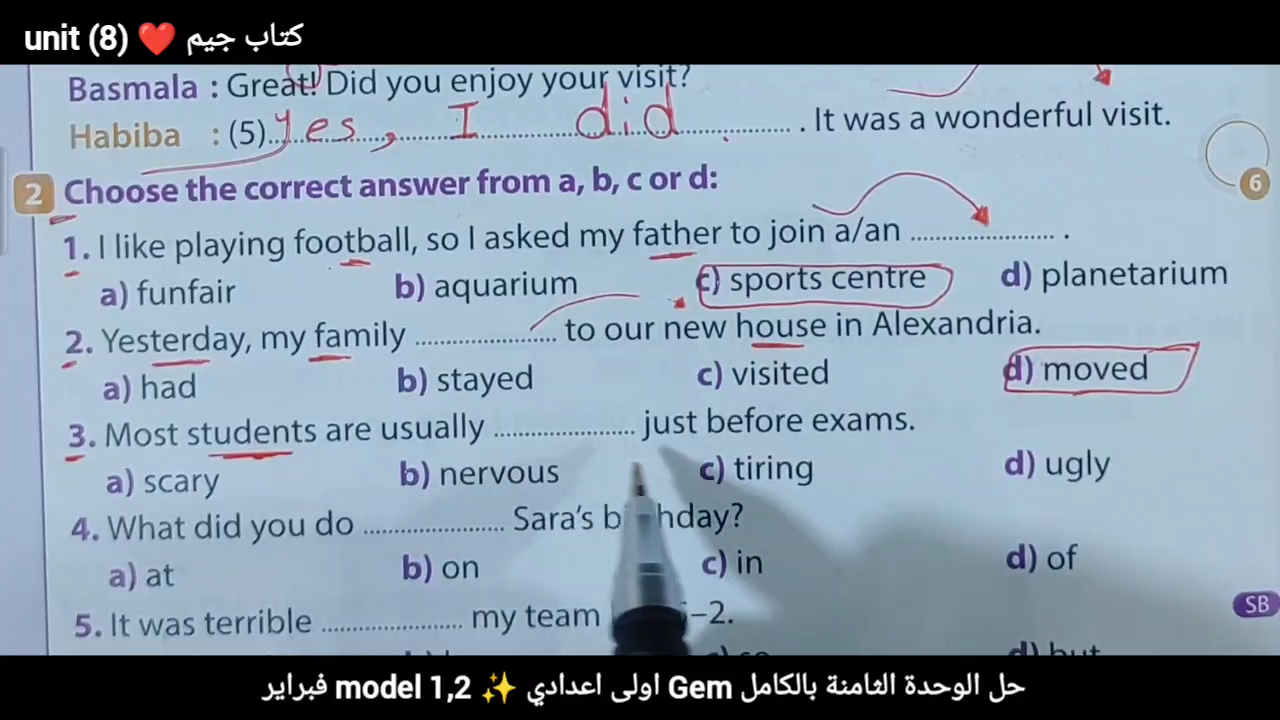 unit (8) ❤️ كتاب جيم
Basmala : Great! Did you enjoy your visit?
Habiba : (5) yes, I did. It was a wonderful visit.
6
2 Choose the correct answer from a, b, c or d:
1. I like playing football, so I asked my father to join a/an .................... .
a) funfair b) aquarium c) sports centre d) planetarium
2. Yesterday, my family .................... to our new house in Alexandria.
a) had b) stayed c) visited d) moved
3. Most students are usually .................... just before exams.
a) scary b) nervous c) tiring d) ugly
4. What did you do .................... Sara's birthday?
a) at b) on c) in d) of
SB
5. It was terrible .................... my team –2.
d) but
حل الوحدة الثامنة بالكامل Gem اولى اعدادي ✨ model 1,2 فبراير